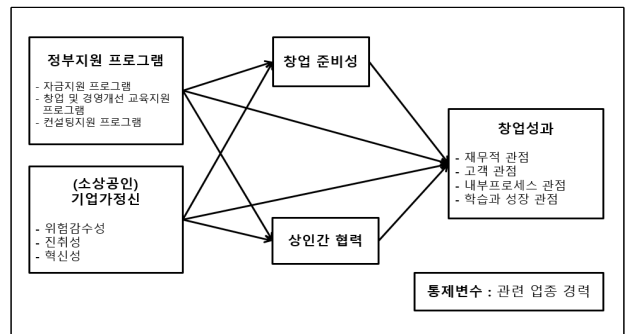 정부지원 프로그램
- 자금지원 프로그램
- 창업 및 경영개선 교육지원
프로그램
- 컨설팅지원 프로그램
(소상공인)
기업가정신
- 위험감수성
- 진취성
- 혁신성
창업 준비성
상인간 협력
창업성과
- 재무적 관점
- 고객 관점
- 내부프로세스 관점
- 학습과 성장 관점
통제변수 : 관련 업종 경력